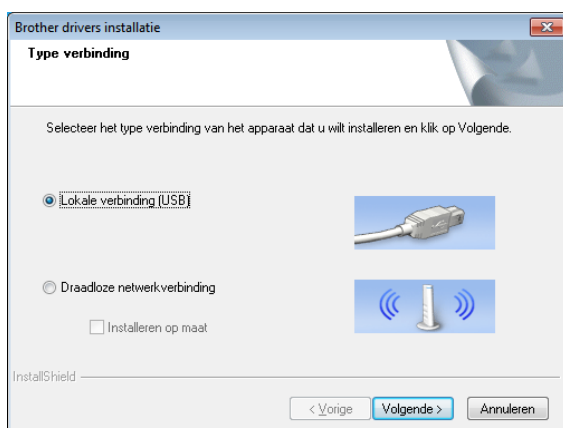 Brother drivers installatie
Type verbinding
Selecteer het type verbinding van het apparaat dat u wilt installeren en klik op Volgende.
Lokale verbinding (USB)
Draadloze netwerkverbinding
Installeren op maat
InstallShield
< Vorige Volgende > Annuleren